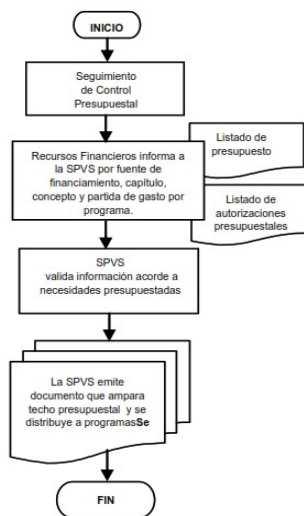 INICIO
Seguimiento
de Control
Presupuestal
Recursos Financieros informa a
la SPVS por fuente de
financiamiento, capítulo,
concepto y partida de gasto por
programa.
Listado de
presupuesto
Listado de
autorizaciones
presupuestales
SPVS
valida información acorde a
necesidades presupuestadas
La SPVS emite
documento que ampara
techo presupuestal y se
distribuye a programasSe
FIN